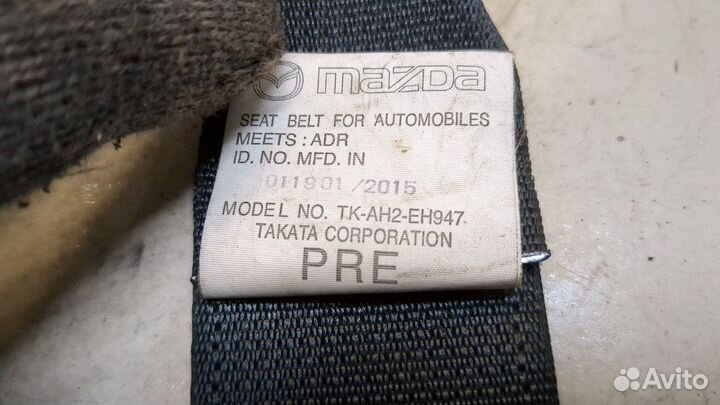 mazda
SEAT BELT FOR AUTOMOBILES
MEETS : ADR
ID. NO. MFD. IN
011901 /2015
MODEL NO. TK-AH2-EH947
TAKATA CORPORATION
PRE
Avito